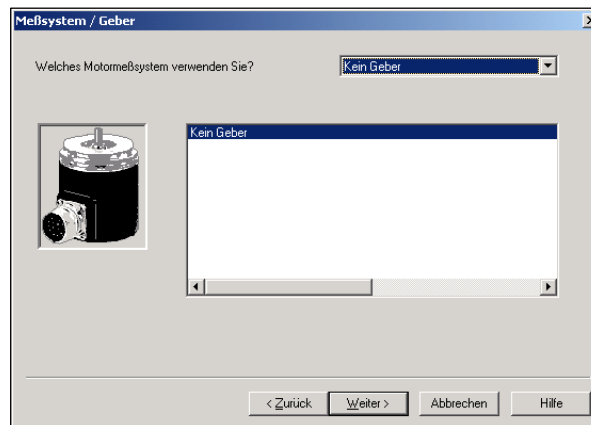 Meßsystem / Geber
Welches Motormeßsystem verwenden Sie?
Kein Geber
Kein Geber
< Zurück
Weiter >
Abbrechen
Hilfe